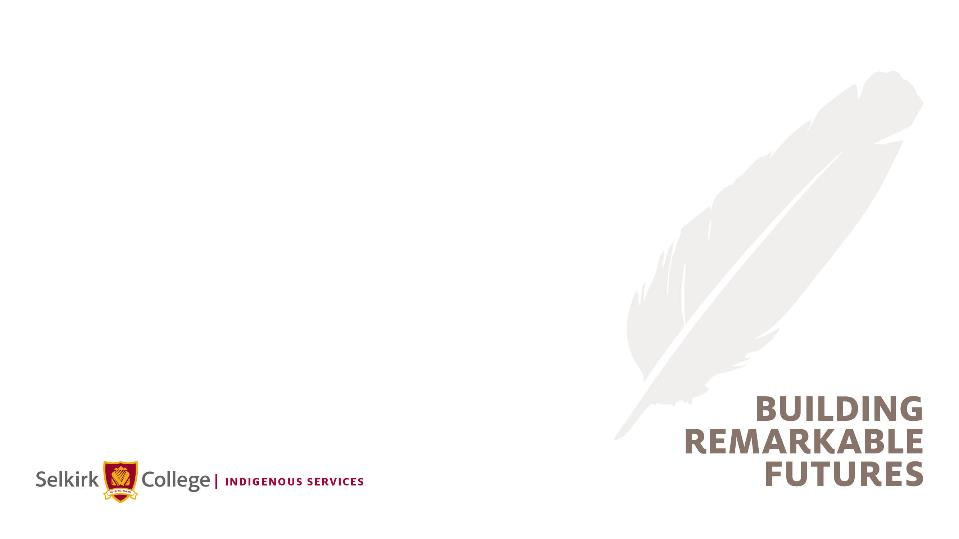 BUILDING
REMARKABLE
FUTURES
Selkirk College | INDIGENOUS SERVICES